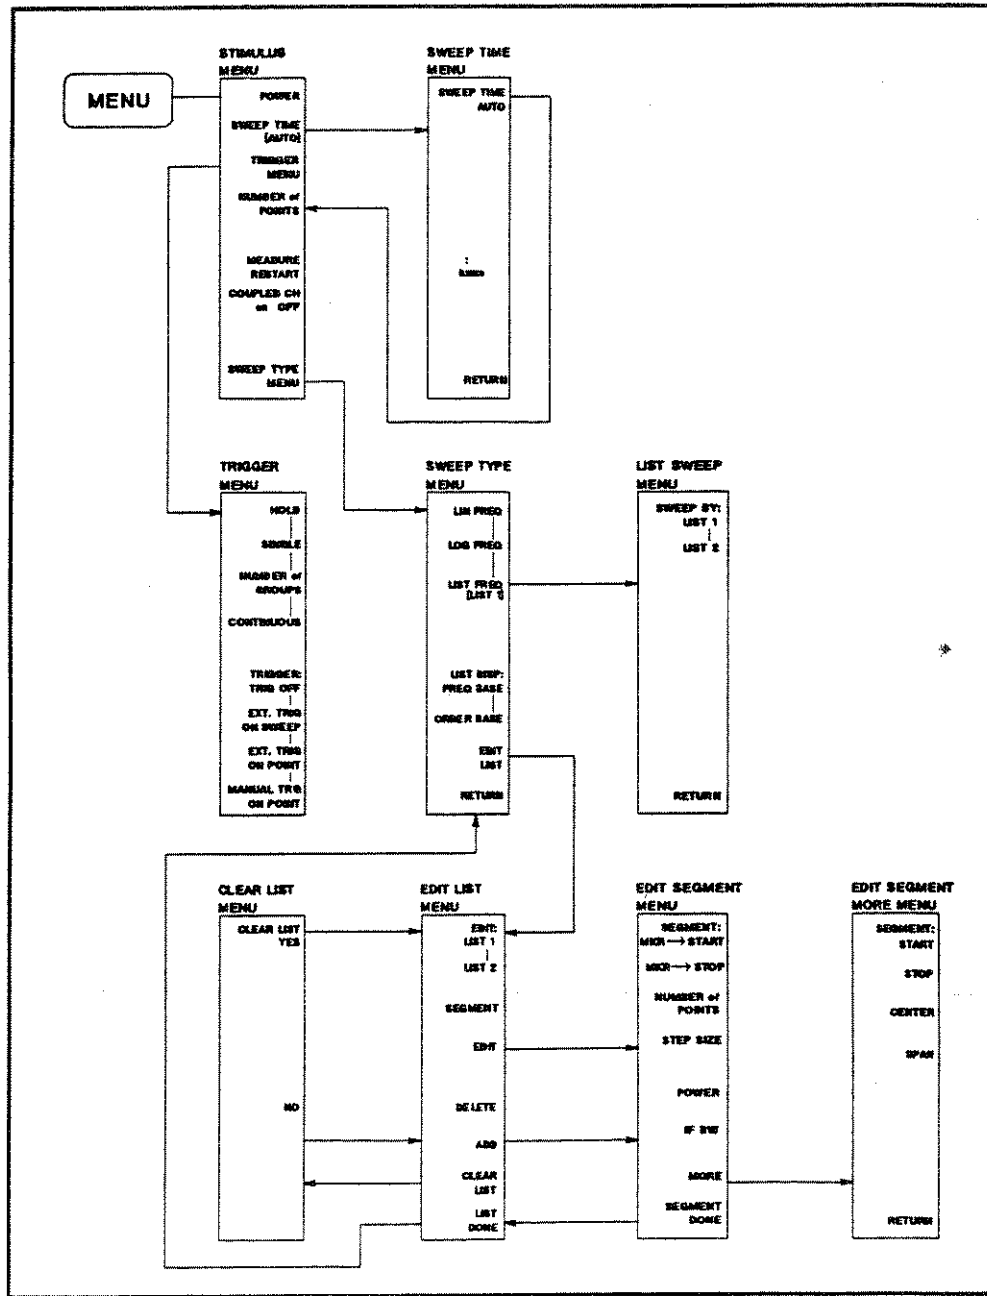 MENU
STIMULUS
MENU
POWER
SWEEP TIME
[AUTO]
TRIGGER
MENU
NUMBER of
POINTS
MEASURE
RESTART
COUPLED CH
on OFF
SWEEP TYPE
MENU
SWEEP TIME
MENU
SWEEP TIME
AUTO
:
RETURN
TRIGGER
MENU
HOLD
SINGLE
NUMBER of
GROUPS
CONTINUOUS
TRIGGER:
TRIG OFF
EXT. TRIG
ON SWEEP
EXT. TRIG
ON POINT
MANUAL TRG
ON POINT
SWEEP TYPE
MENU
LIN FREQ
LOG FREQ
LIST FREQ
[LIST 1]
LIST DISP:
FREQ BASE
ORDER BASE
EDIT
LIST
RETURN
LIST SWEEP
MENU
SWEEP BY:
LIST 1
LIST 2
RETURN
CLEAR LIST
MENU
CLEAR LIST
YES
NO
EDIT LIST
MENU
EDIT:
LIST 1
LIST 2
SEGMENT
EDIT
DELETE
ADD
CLEAR
LIST
LIST
DONE
EDIT SEGMENT
MENU
SEGMENT:
MKR → START
MKR → STOP
NUMBER of
POINTS
STEP SIZE
POWER
IF BW
MORE
SEGMENT
DONE
EDIT SEGMENT
MORE MENU
SEGMENT:
START
STOP
CENTER
SPAN
RETURN